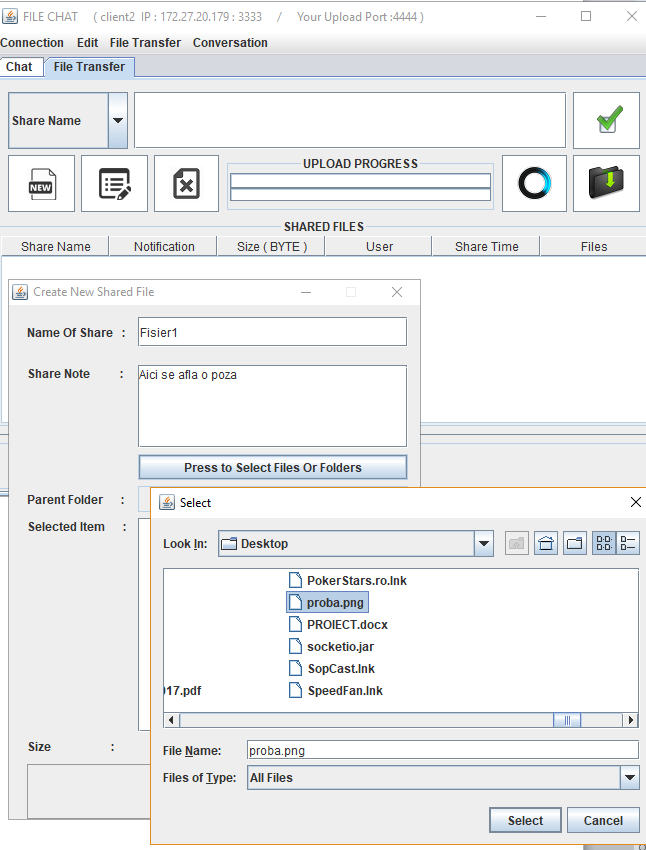 FILE CHAT ( client2 IP : 172.27.20.179 : 3333 / Your Upload Port :4444 )
Connection Edit File Transfer Conversation
Chat File Transfer
Share Name
UPLOAD PROGRESS
NEW
SHARED FILES
Share Name Notification Size ( BYTE ) User Share Time Files
Create New Shared File
Name Of Share : Fisier1
Share Note : Aici se afla o poza
Press to Select Files Or Folders
Parent Folder :
Selected Item :
Size :
Select
Look In: Desktop
PokerStars.ro.lnk
proba.png
PROIECT.docx
socketio.jar
SopCast.lnk
017.pdf SpeedFan.lnk
File Name: proba.png
Files of Type: All Files
Select Cancel